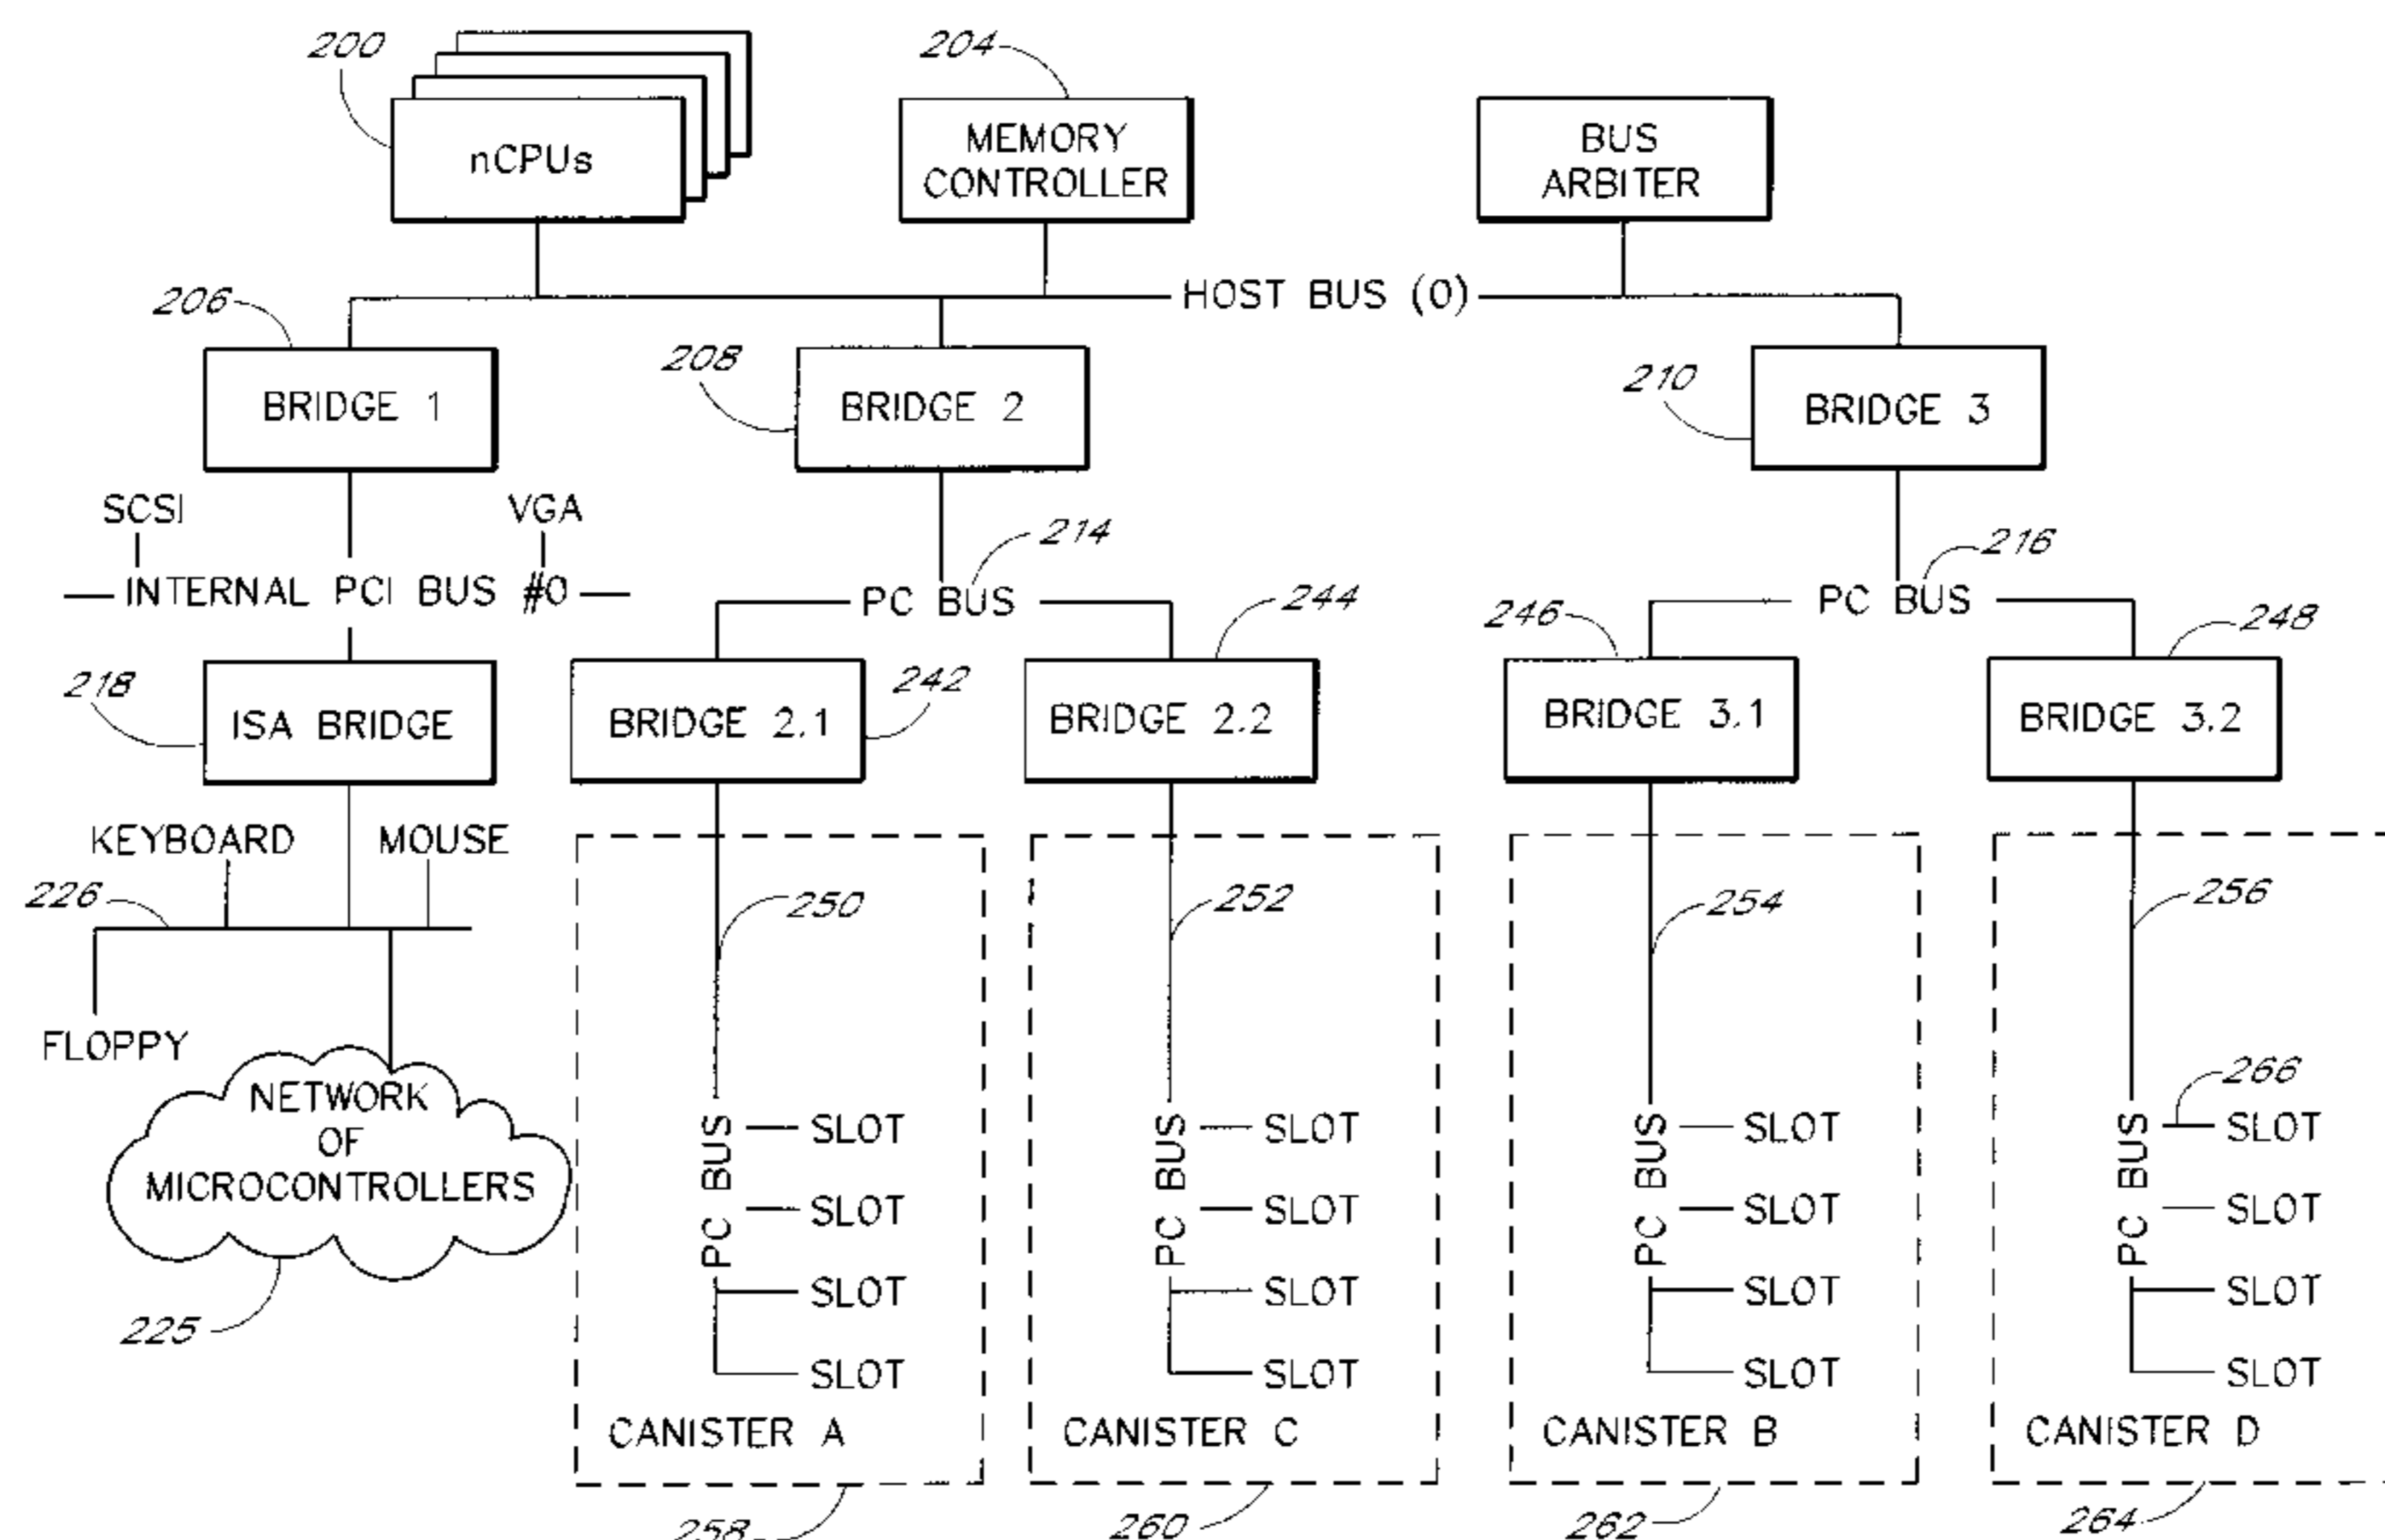 200
204
nCPUs
MEMORY
CONTROLLER
BUS
ARBITER
HOST BUS (0)
206
208
210
BRIDGE 1
BRIDGE 2
BRIDGE 3
SCSI
VGA
INTERNAL PCI BUS #0
214
PC BUS
216
PC BUS
218
ISA BRIDGE
242
BRIDGE 2.1
244
BRIDGE 2.2
246
BRIDGE 3.1
248
BRIDGE 3.2
KEYBOARD
MOUSE
226
FLOPPY
NETWORK
OF
MICROCONTROLLERS
225
250
PC BUS
SLOT
SLOT
SLOT
SLOT
CANISTER A
258
252
PC BUS
SLOT
SLOT
SLOT
SLOT
CANISTER C
260
254
PC BUS
SLOT
SLOT
SLOT
SLOT
CANISTER B
262
256
266
PC BUS
SLOT
SLOT
SLOT
SLOT
CANISTER D
264